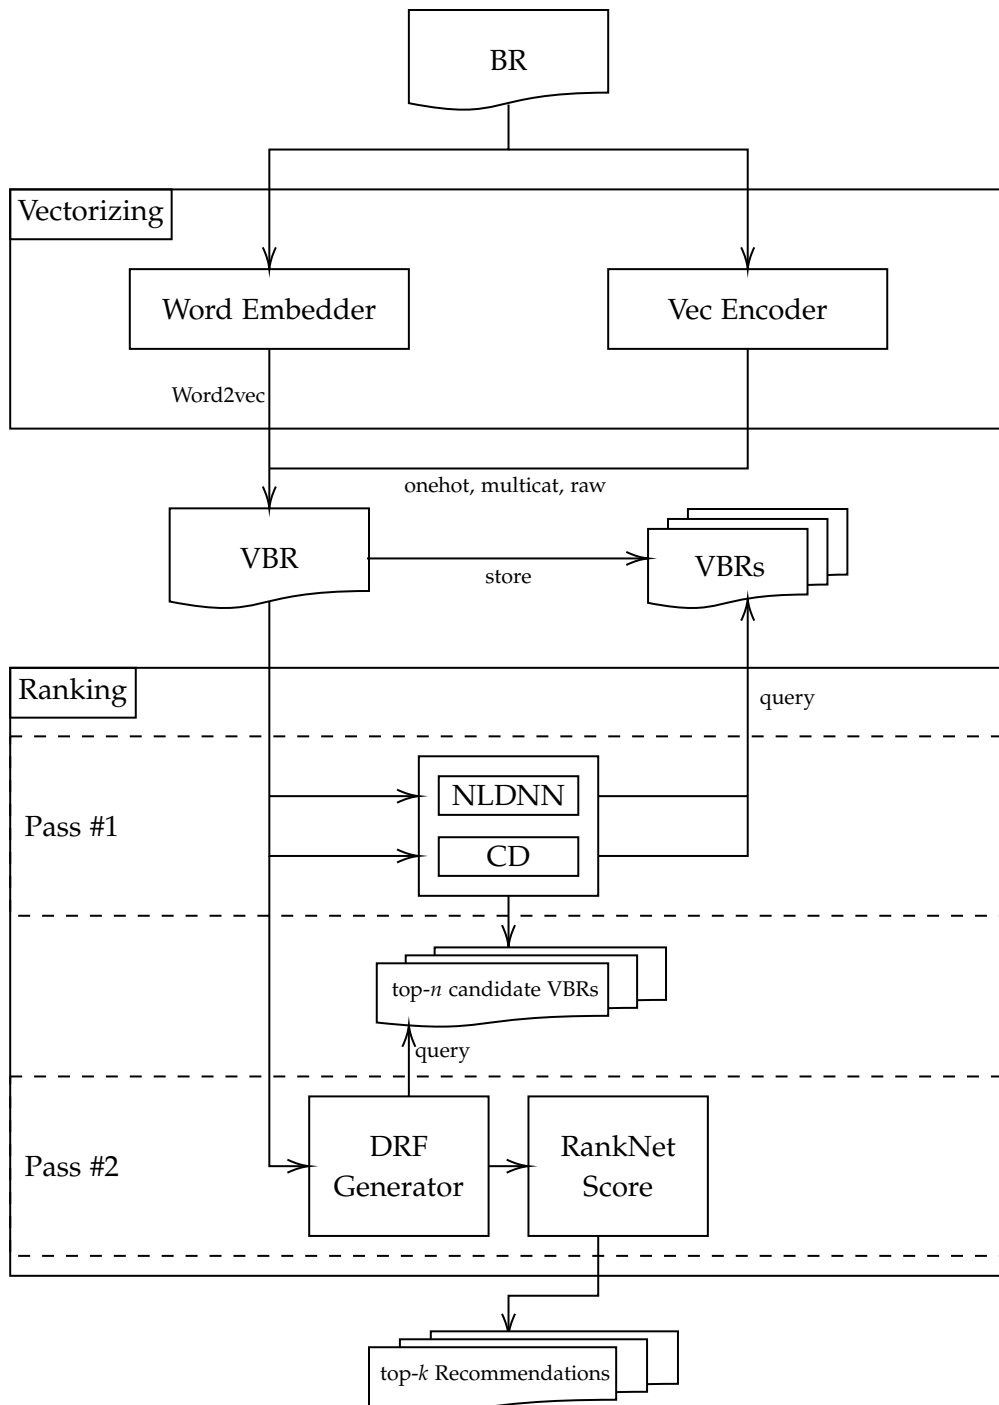 BR
Vectorizing
Word Embedder
Vec Encoder
Word2vec
onehot, multicat, raw
VBR
store
VBRs
Ranking
query
Pass #1
NLDNN
CD
top-n candidate VBRs
query
Pass #2
DRF
Generator
RankNet
Score
top-k Recommendations